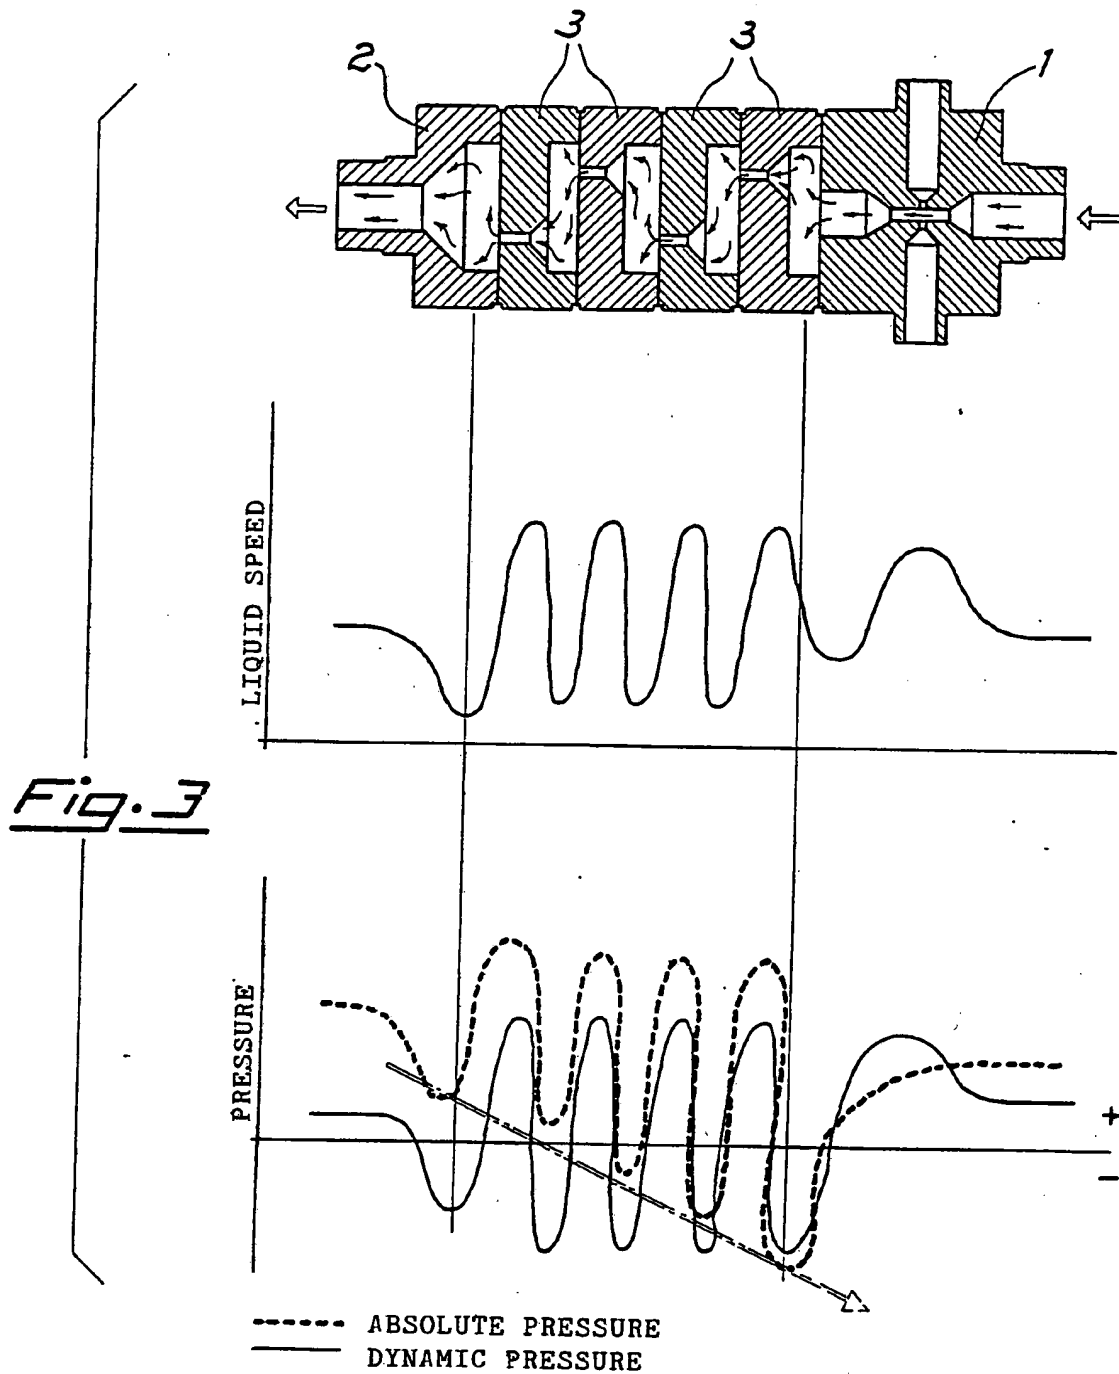 3 3
2 1
LIQUID SPEED
Fig. 3
PRESSURE
+
-
ABSOLUTE PRESSURE
DYNAMIC PRESSURE